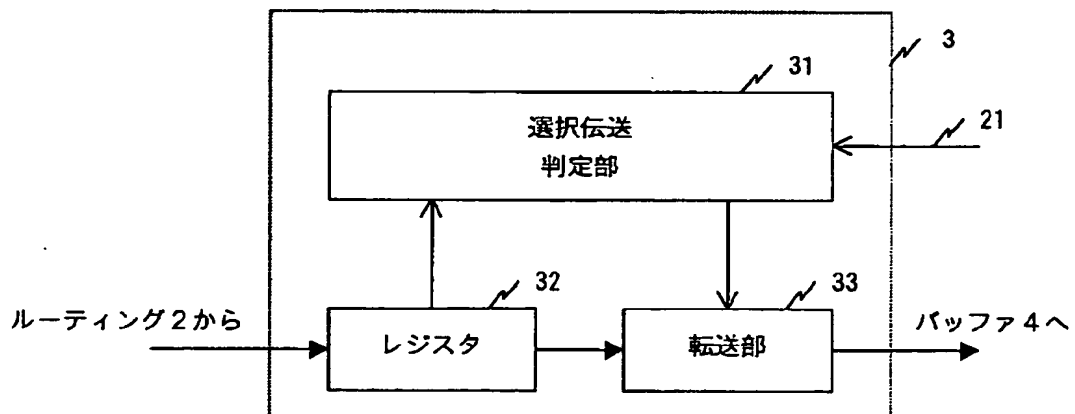 3
31
選択伝送
判定部
21
32
33
ルーティング2から
レジスタ
転送部
バッファ4へ